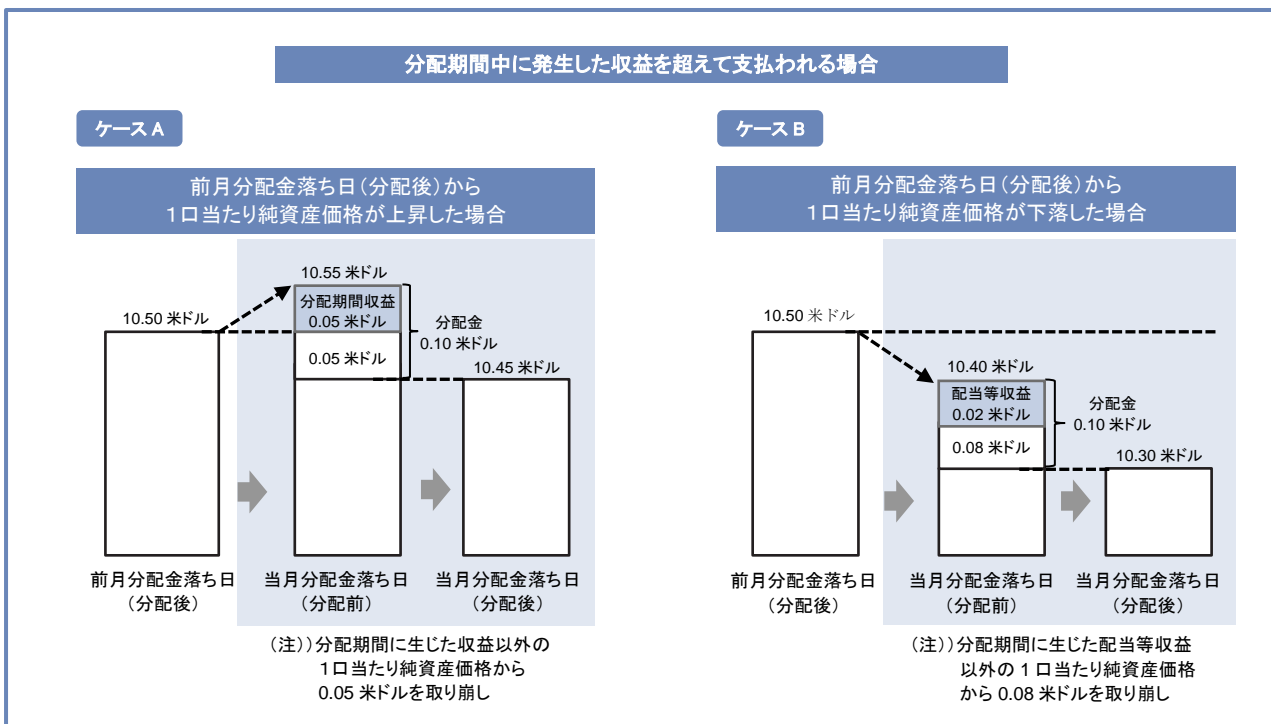 分配期間中に発生した収益を超えて支払われる場合
ケース A
前月分配金落ち日（分配後）から
１口当たり純資産価格が上昇した場合
10.55 米ドル
10.50 米ドル
分配期間収益
0.05 米ドル
分配金
0.10 米ドル
0.05 米ドル
10.45 米ドル
前月分配金落ち日
（分配後）
当月分配金落ち日
（分配前）
当月分配金落ち日
（分配後）
（注））分配期間に生じた収益以外の
１口当たり純資産価格から
0.05 米ドルを取り崩し
ケース B
前月分配金落ち日（分配後）から
１口当たり純資産価格が下落した場合
10.50 米ドル
10.40 米ドル
配当等収益
0.02 米ドル
分配金
0.10 米ドル
0.08 米ドル
10.30 米ドル
前月分配金落ち日
（分配後）
当月分配金落ち日
（分配前）
当月分配金落ち日
（分配後）
（注））分配期間に生じた配当等収益
以外の 1 口当たり純資産価格
から 0.08 米ドルを取り崩し